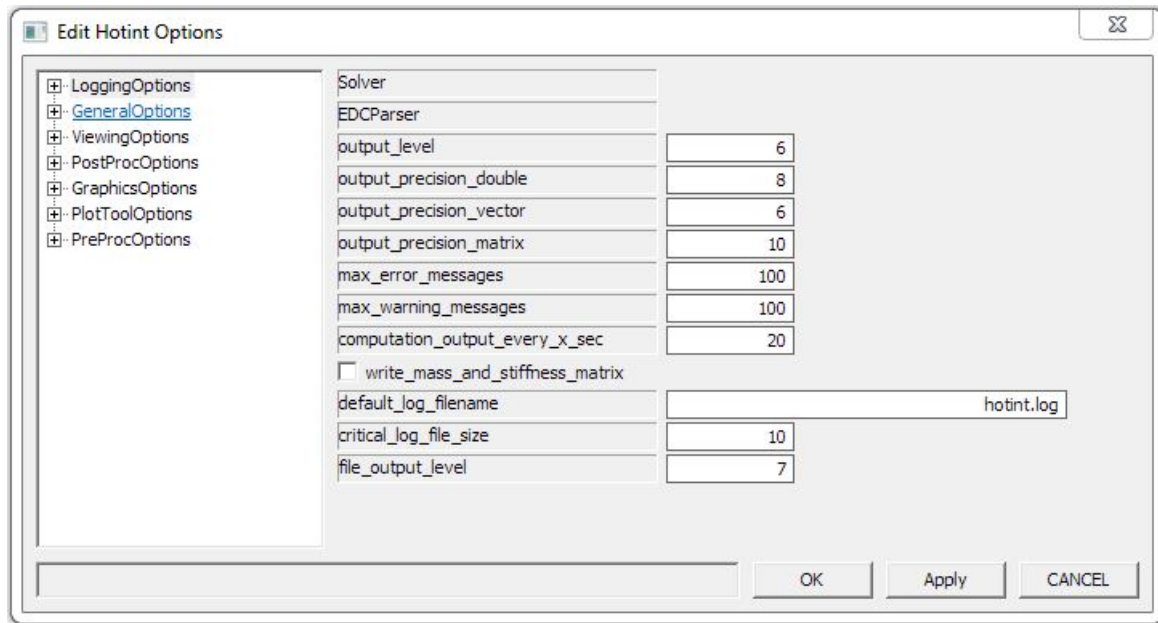 Edit Hotint Options
LoggingOptions
GeneralOptions
ViewingOptions
PostProcOptions
GraphicsOptions
PlotToolOptions
PreProcOptions
Solver
EDCParser
output_level 6
output_precision_double 8
output_precision_vector 6
output_precision_matrix 10
max_error_messages 100
max_warning_messages 100
computation_output_every_x_sec 20
write_mass_and_stiffness_matrix
default_log_filename hotint.log
critical_log_file_size 10
file_output_level 7
OK Apply CANCEL